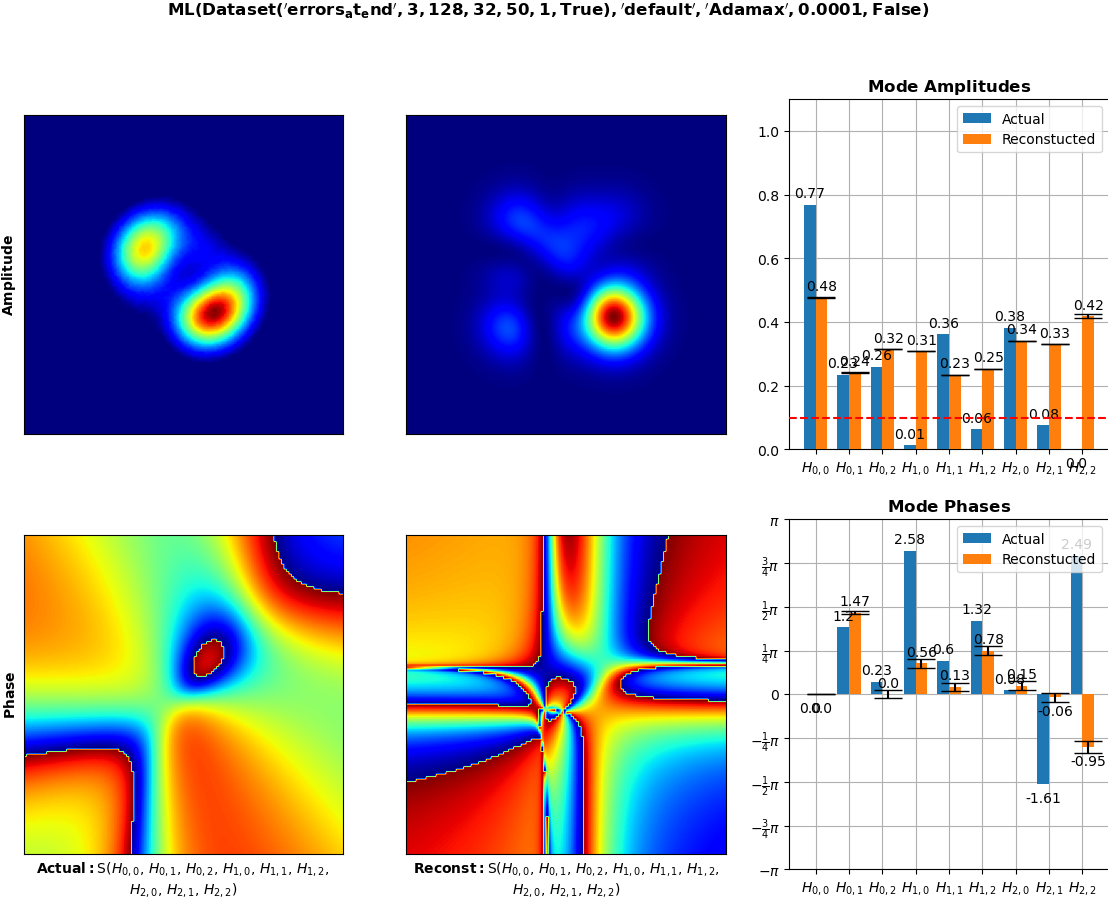 ML(Dataset('errors_at_end', 3, 128, 32, 50, 1, True), 'default', 'Adamax', 0.0001, False)
Amplitude
Mode Amplitudes
Actual
Reconstucted
1.0
0.8
0.6
0.4
0.2
0.0
0.77
0.48
0.23
0.24
0.26
0.32
0.01
0.31
0.36
0.23
0.06
0.25
0.38
0.34
0.08
0.33
0.0
0.42
H0,0 H0,1 H0,2 H1,0 H1,1 H1,2 H2,0 H2,1 H2,2
Phase
Actual: S(H0,0, H0,1, H0,2, H1,0, H1,1, H1,2,
H2,0, H2,1, H2,2)
Reconst: S(H0,0, H0,1, H0,2, H1,0, H1,1, H1,2,
H2,0, H2,1, H2,2)
Mode Phases
Actual
Reconstucted
π
3/4π
1/2π
1/4π
0
−1/4π
−1/2π
−3/4π
−π
0.0
0.0
1.47
0.23
0.0
2.58
0.56
0.6
0.13
1.32
0.78
0.15
-1.61
-0.06
2.49
-0.95
H0,0 H0,1 H0,2 H1,0 H1,1 H1,2 H2,0 H2,1 H2,2